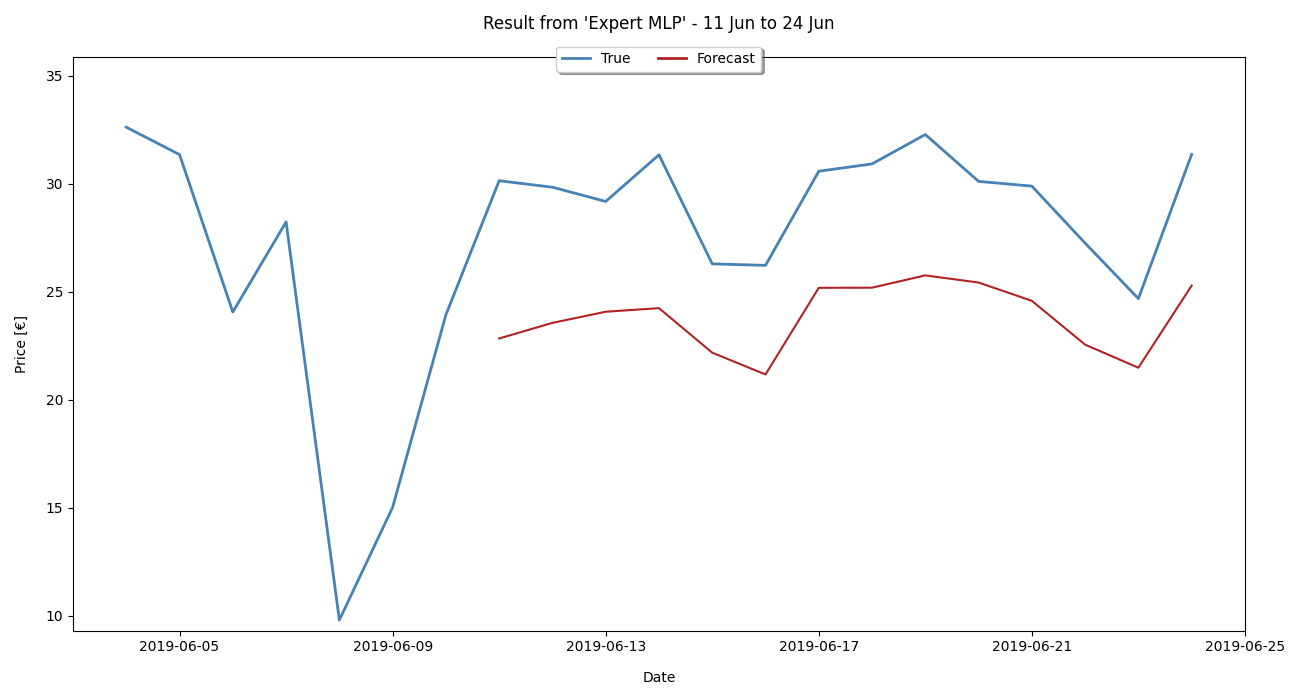 Result from 'Expert MLP' - 11 Jun to 24 Jun
True Forecast
35
30
25
20
15
10
Price [€]
2019-06-05 2019-06-09 2019-06-13 2019-06-17 2019-06-21 2019-06-25
Date